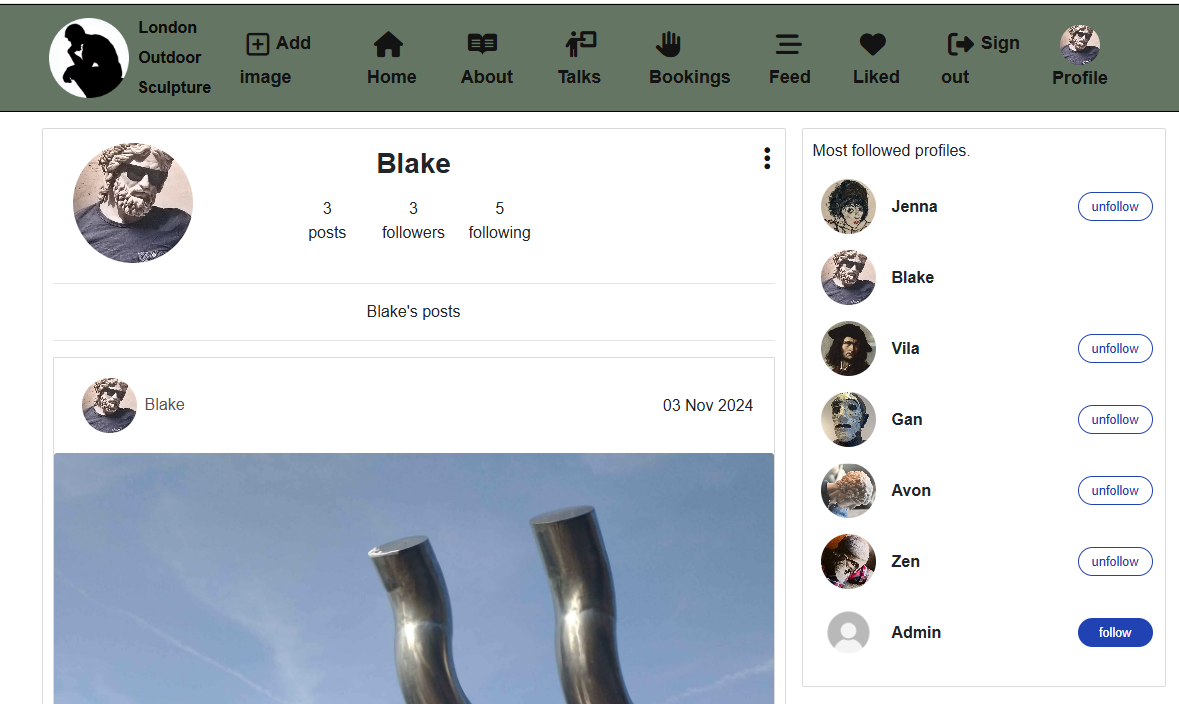 London
Outdoor
Sculpture
Add
image
Home
About
Talks
Bookings
Feed
Liked
Sign
out
Profile
Blake
3
posts
3
followers
5
following
Blake's posts
Blake
03 Nov 2024
Most followed profiles.
Jenna
unfollow
Blake
Vila
unfollow
Gan
unfollow
Avon
unfollow
Zen
unfollow
Admin
follow